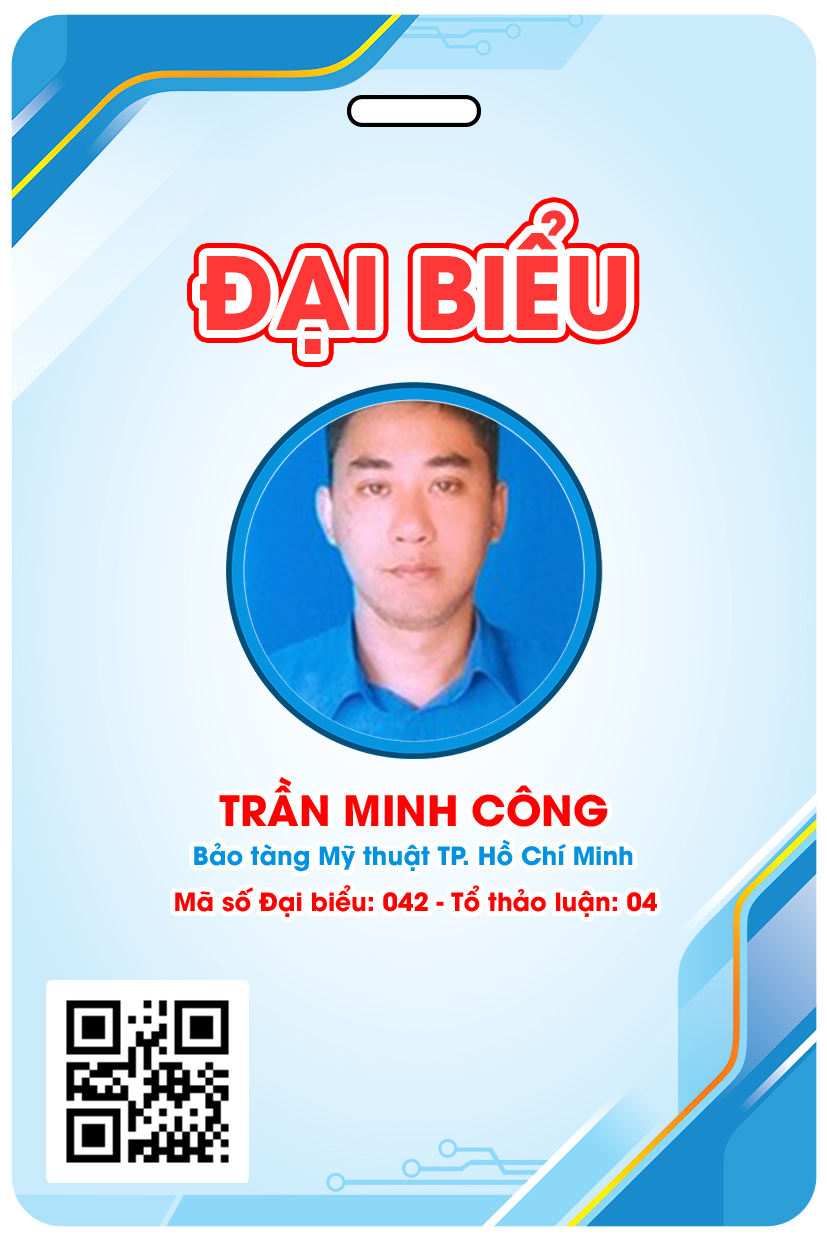 ĐẠI BIỂU
TRẦN MINH CÔNG
Bảo tàng Mỹ thuật TP. Hồ Chí Minh
Mã số Đại biểu: 042 - Tổ thảo luận: 04